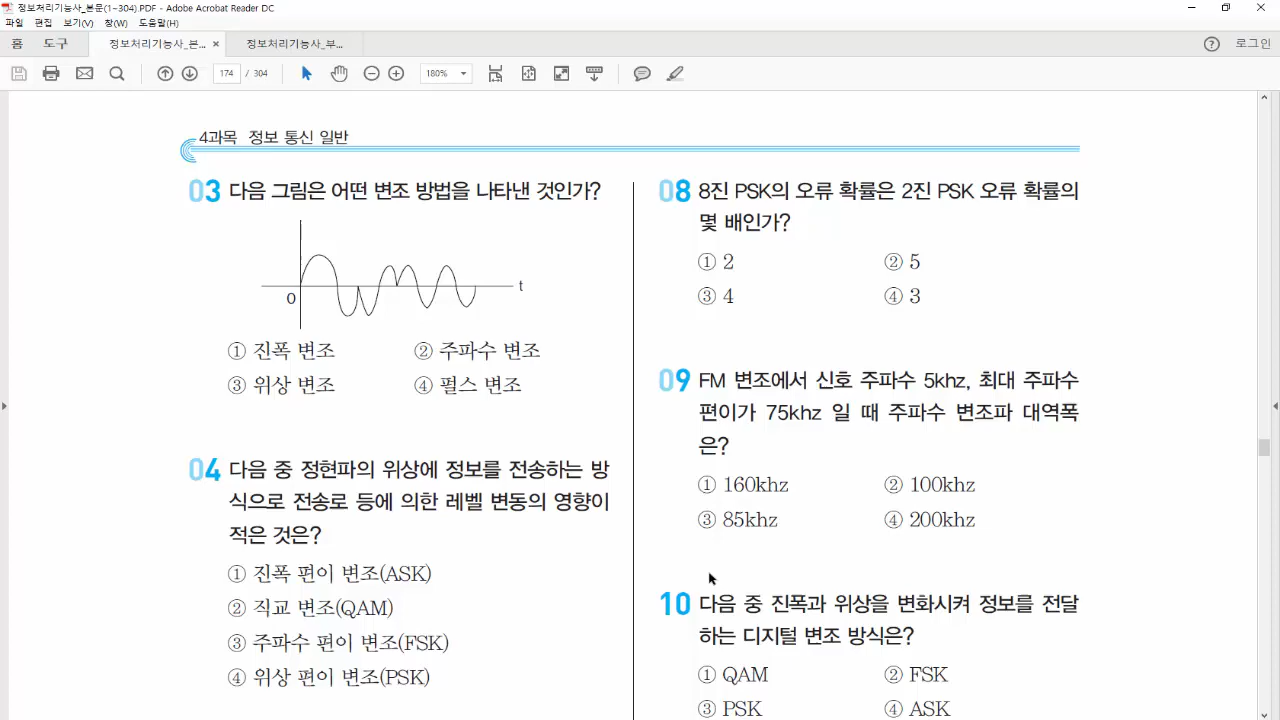 정보처리기능사_본문(1~304).PDF - Adobe Acrobat Reader DC
파일 편집 보기(V) 창(W) 도움말(H)
홈 도구 정보처리기능사_본... × 정보처리기능사_부... 로그인
174 / 304 180%
4과목 정보 통신 일반
03 다음 그림은 어떤 변조 방법을 나타낸 것인가?
0 t
① 진폭 변조 ② 주파수 변조
③ 위상 변조 ④ 펄스 변조
04 다음 중 정현파의 위상에 정보를 전송하는 방
식으로 전송로 등에 의한 레벨 변동의 영향이
적은 것은?
① 진폭 편이 변조(ASK)
② 직교 변조(QAM)
③ 주파수 편이 변조(FSK)
④ 위상 편이 변조(PSK)
08 8진 PSK의 오류 확률은 2진 PSK 오류 확률의
몇 배인가?
① 2 ② 5
③ 4 ④ 3
09 FM 변조에서 신호 주파수 5khz, 최대 주파수
편이가 75khz 일 때 주파수 변조파 대역폭
은?
① 160khz ② 100khz
③ 85khz ④ 200khz
10 다음 중 진폭과 위상을 변화시켜 정보를 전달
하는 디지털 변조 방식은?
① QAM ② FSK
③ PSK ④ ASK